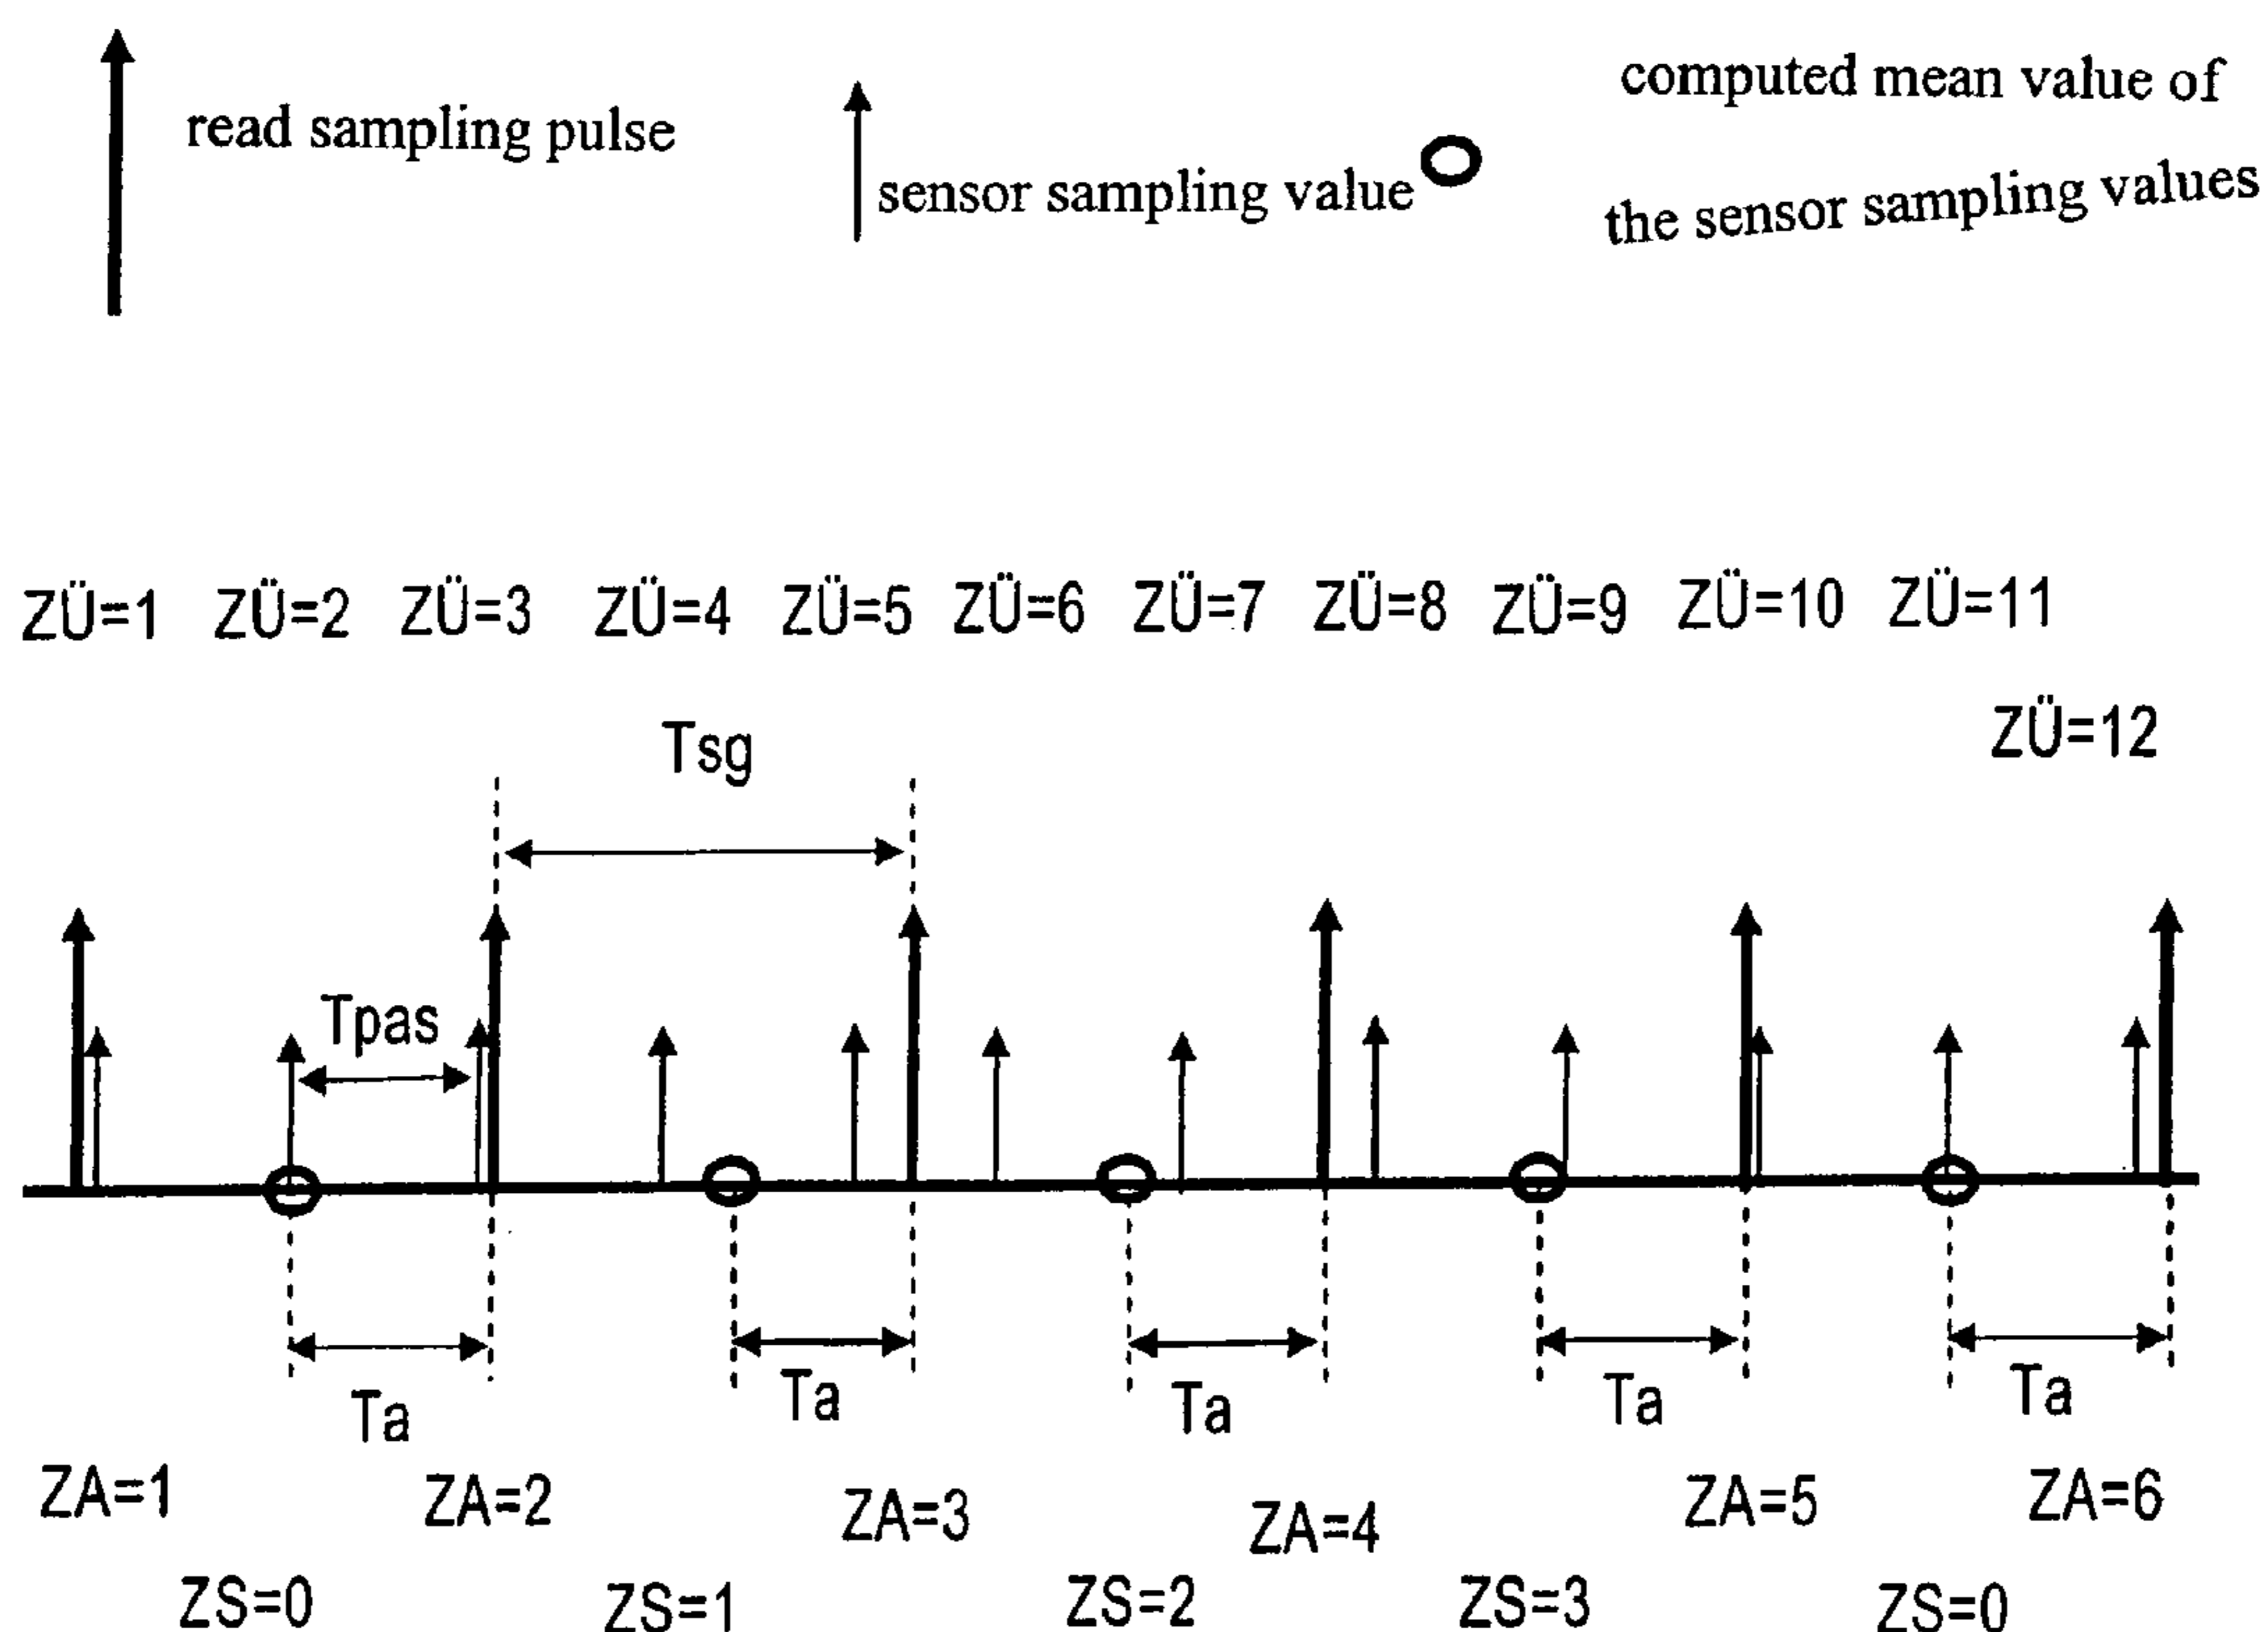 read sampling pulse
sensor sampling value
computed mean value of
the sensor sampling values
ZÜ=1 ZÜ=2 ZÜ=3 ZÜ=4 ZÜ=5 ZÜ=6 ZÜ=7 ZÜ=8 ZÜ=9 ZÜ=10 ZÜ=11
ZÜ=12
Tsg
Tpas
Ta Ta Ta Ta Ta
ZA=1 ZA=2 ZA=3 ZA=4 ZA=5 ZA=6
ZS=0 ZS=1 ZS=2 ZS=3 ZS=0